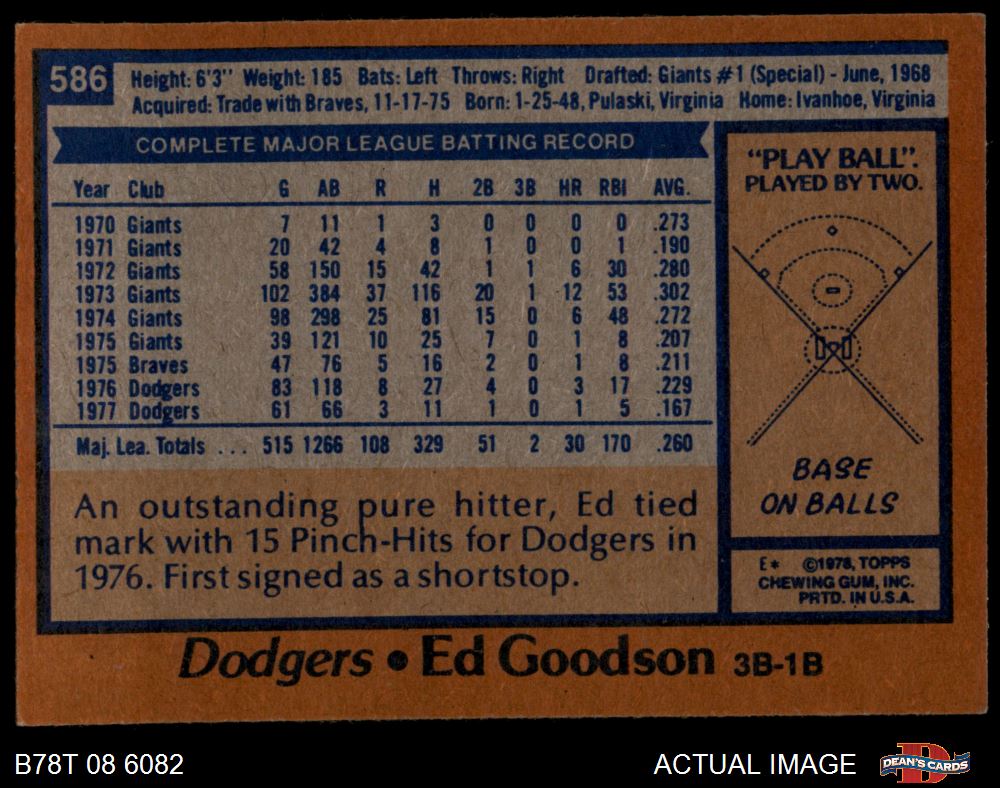 586
Height: 6'3" Weight: 185 Bats: Left Throws: Right Drafted: Giants #1 (Special) - June, 1968
Acquired: Trade with Braves, 11-17-75 Born: 1-25-48, Pulaski, Virginia Home: Ivanhoe, Virginia
COMPLETE MAJOR LEAGUE BATTING RECORD
Year Club G AB R H 2B 3B HR RBI AVG.
1970 Giants 7 11 1 3 0 0 0 0 .273
1971 Giants 20 42 4 8 1 0 0 1 .190
1972 Giants 58 150 15 42 1 1 6 30 .280
1973 Giants 102 384 37 116 20 1 12 53 .302
1974 Giants 98 298 25 81 15 0 6 48 .272
1975 Giants 39 121 10 25 7 0 1 8 .207
1975 Braves 47 76 5 16 2 0 1 8 .211
1976 Dodgers 83 118 8 27 4 0 3 17 .229
1977 Dodgers 61 66 3 11 1 0 1 5 .167
Maj. Lea. Totals ... 515 1266 108 329 51 2 30 170 .260
An outstanding pure hitter, Ed tied
mark with 15 Pinch-Hits for Dodgers in
1976. First signed as a shortstop.
"PLAY BALL".
PLAYED BY TWO.
BASE
ON BALLS
E* ©1978, TOPPS
CHEWING GUM, INC.
PRTD. IN U.S.A.
Dodgers • Ed Goodson 3B-1B
B78T 08 6082
ACTUAL IMAGE
D
DEAN'S CARDS